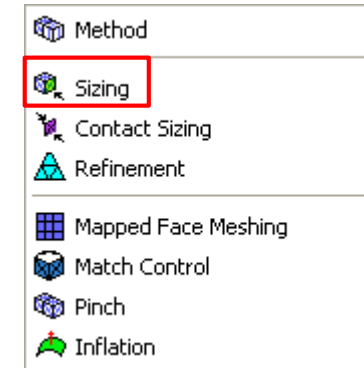 Method
Sizing
Contact Sizing
Refinement
Mapped Face Meshing
Match Control
Pinch
Inflation